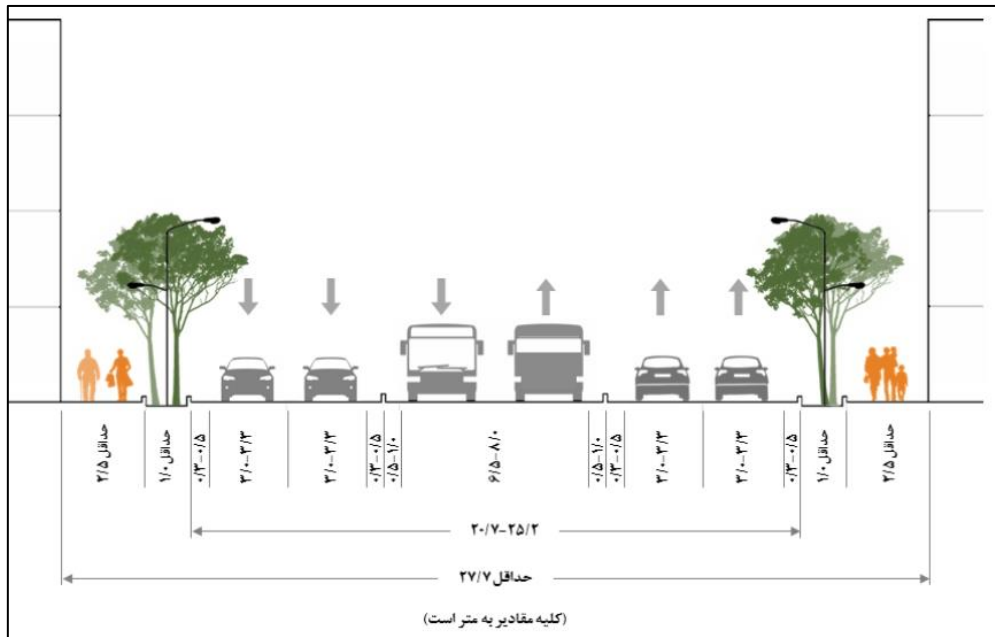 حداقل ۲/۵
حداقل ۱/۰
۰/۳-۰/۵
۳/۰-۳/۳
۳/۰-۳/۳
۰/۳-۰/۵
۰/۵-۱/۰
۶/۵-۸/۰
۰/۵-۱/۰
۰/۳-۰/۵
۳/۰-۳/۳
۳/۰-۳/۳
۰/۳-۰/۵
حداقل ۱/۰
حداقل ۲/۵
۲۰/۷-۲۵/۲
حداقل ۲۷/۷
(کلیه مقادیر به متر است)